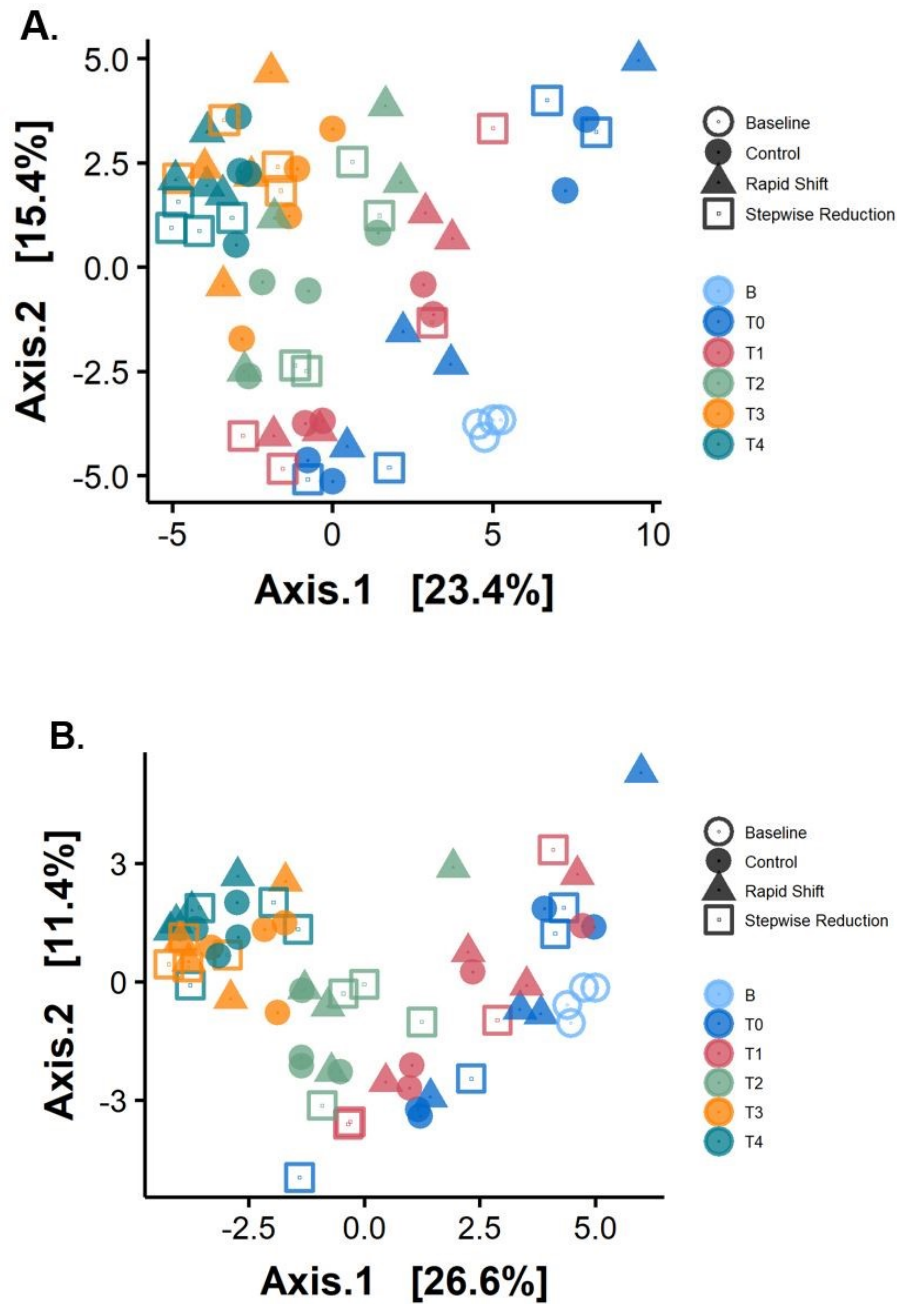 A.
5.0
2.5
0.0
-2.5
-5.0
-5 0 5 10
Axis.2 [15.4%]
Axis.1 [23.4%]
Baseline
Control
Rapid Shift
Stepwise Reduction
B
T0
T1
T2
T3
T4
B.
3
0
-3
-2.5 0.0 2.5 5.0
Axis.2 [11.4%]
Axis.1 [26.6%]
Baseline
Control
Rapid Shift
Stepwise Reduction
B
T0
T1
T2
T3
T4